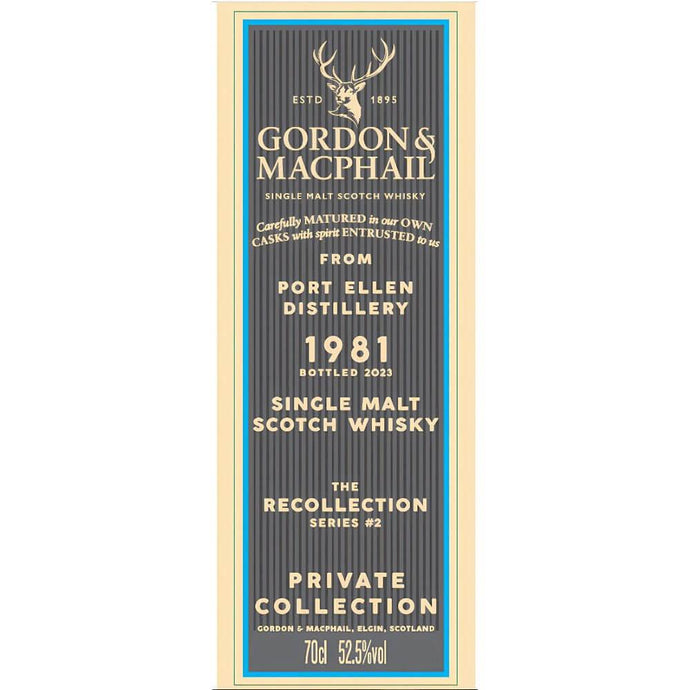 ESTD 1895
GORDON &
MACPHAIL
SINGLE MALT SCOTCH WHISKY
Carefully MATURED in our OWN
CASKS with spirit ENTRUSTED to us
FROM
PORT ELLEN
DISTILLERY
1981
BOTTLED 2023
SINGLE MALT
SCOTCH WHISKY
THE
RECOLLECTION
SERIES #2
PRIVATE
COLLECTION
GORDON & MACPHAIL, ELGIN, SCOTLAND
70cl 52.5%vol